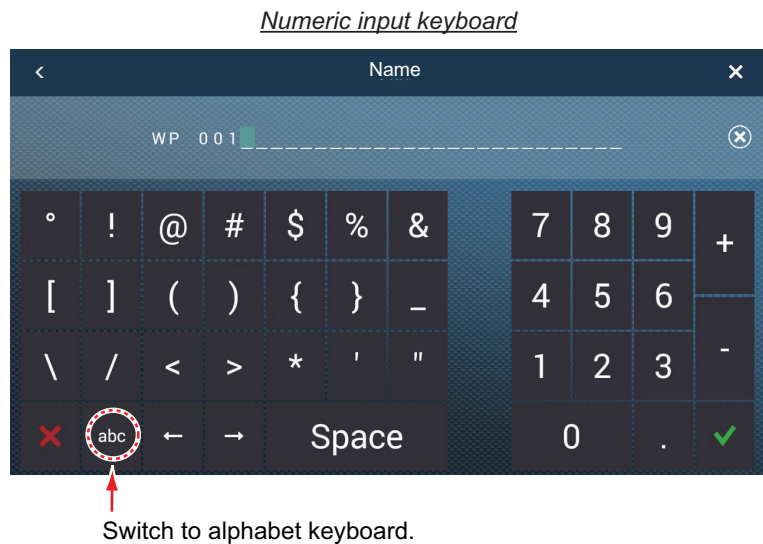 Numeric input keyboard
< Name ×
WP 001
° ! @ # $ % & 7 8 9 +
[ ] ( ) { } _ 4 5 6
\ / < > * ' " 1 2 3 -
abc ← → Space 0 .
Switch to alphabet keyboard.